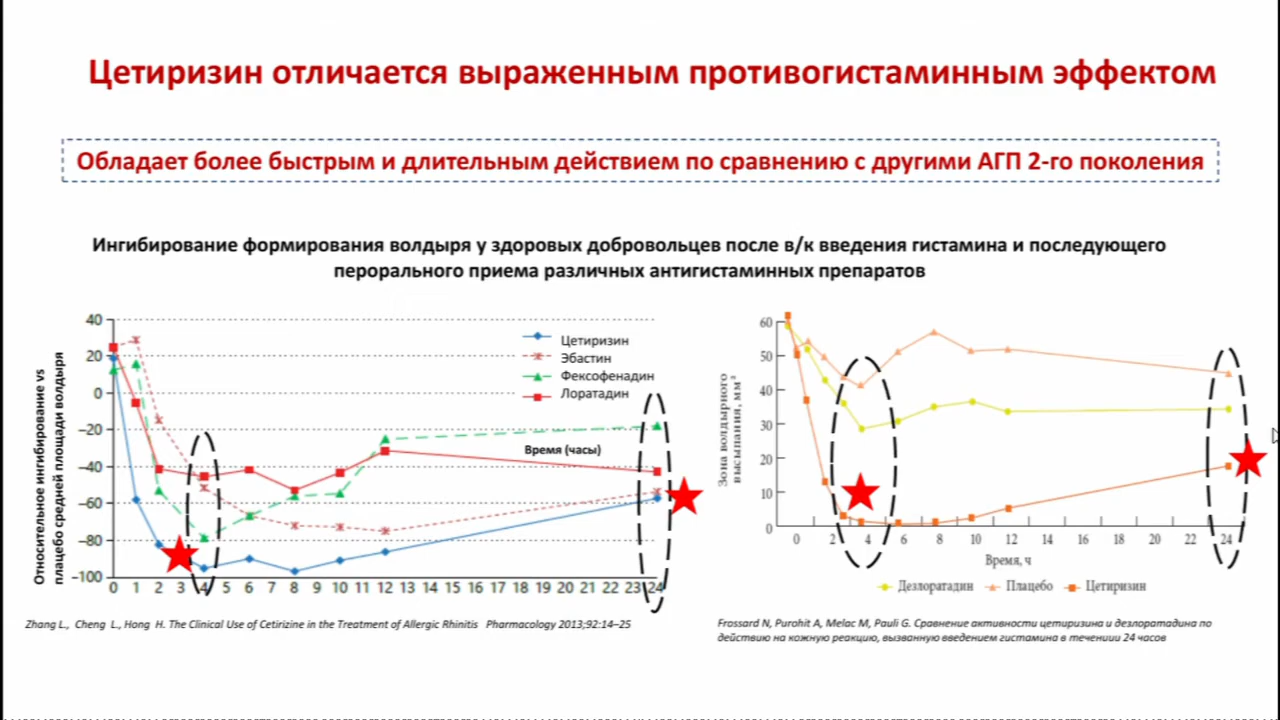 Цетиризин отличается выраженным противогистаминным эффектом
Обладает более быстрым и длительным действием по сравнению с другими АГП 2-го поколения
Ингибирование формирования волдыря у здоровых добровольцев после в/к введения гистамина и последующего
перорального приема различных антигистаминных препаратов
Относительное ингибирование vs
плацебо средней площади волдыря
40
20
0
−20
−40
−60
−80
−100
Цетиризин
Эбастин
Фексофенадин
Лоратадин
Время (часы)
0 1 2 3 4 5 6 7 8 9 10 11 12 13 14 15 16 17 18 19 20 21 22 23 24
Zhang L., Cheng L., Hong H. The Clinical Use of Cetirizine in the Treatment of Allergic Rhinitis Pharmacology 2013;92:14–25
Зона волдырного
высыпания, мм²
60
50
40
30
20
10
0
0 2 4 6 8 10 12 14 16 18 20 22 24
Время, ч
Дезлоратадин Плацебо Цетиризин
Frossard N, Purohit A, Melac M, Pauli G. Сравнение активности цетиризина и дезлоратадина по
действию на кожную реакцию, вызванную введением гистамина в течениии 24 часов